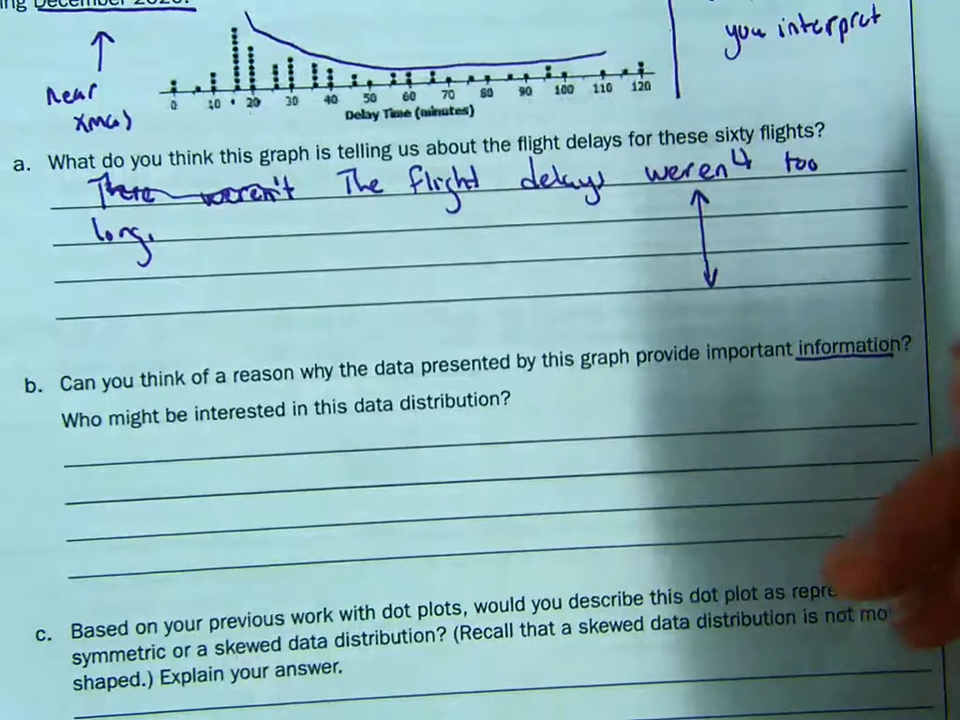 ing December 2020.
near
xmas
you interpret
0 10 20 30 40 50 60 70 80 90 100 110 120
Delay Time (minutes)
a. What do you think this graph is telling us about the flight delays for these sixty flights?
There weren't The flight delays weren't too
long.
b. Can you think of a reason why the data presented by this graph provide important information?
Who might be interested in this data distribution?
c. Based on your previous work with dot plots, would you describe this dot plot as repre
symmetric or a skewed data distribution? (Recall that a skewed data distribution is not mo
shaped.) Explain your answer.